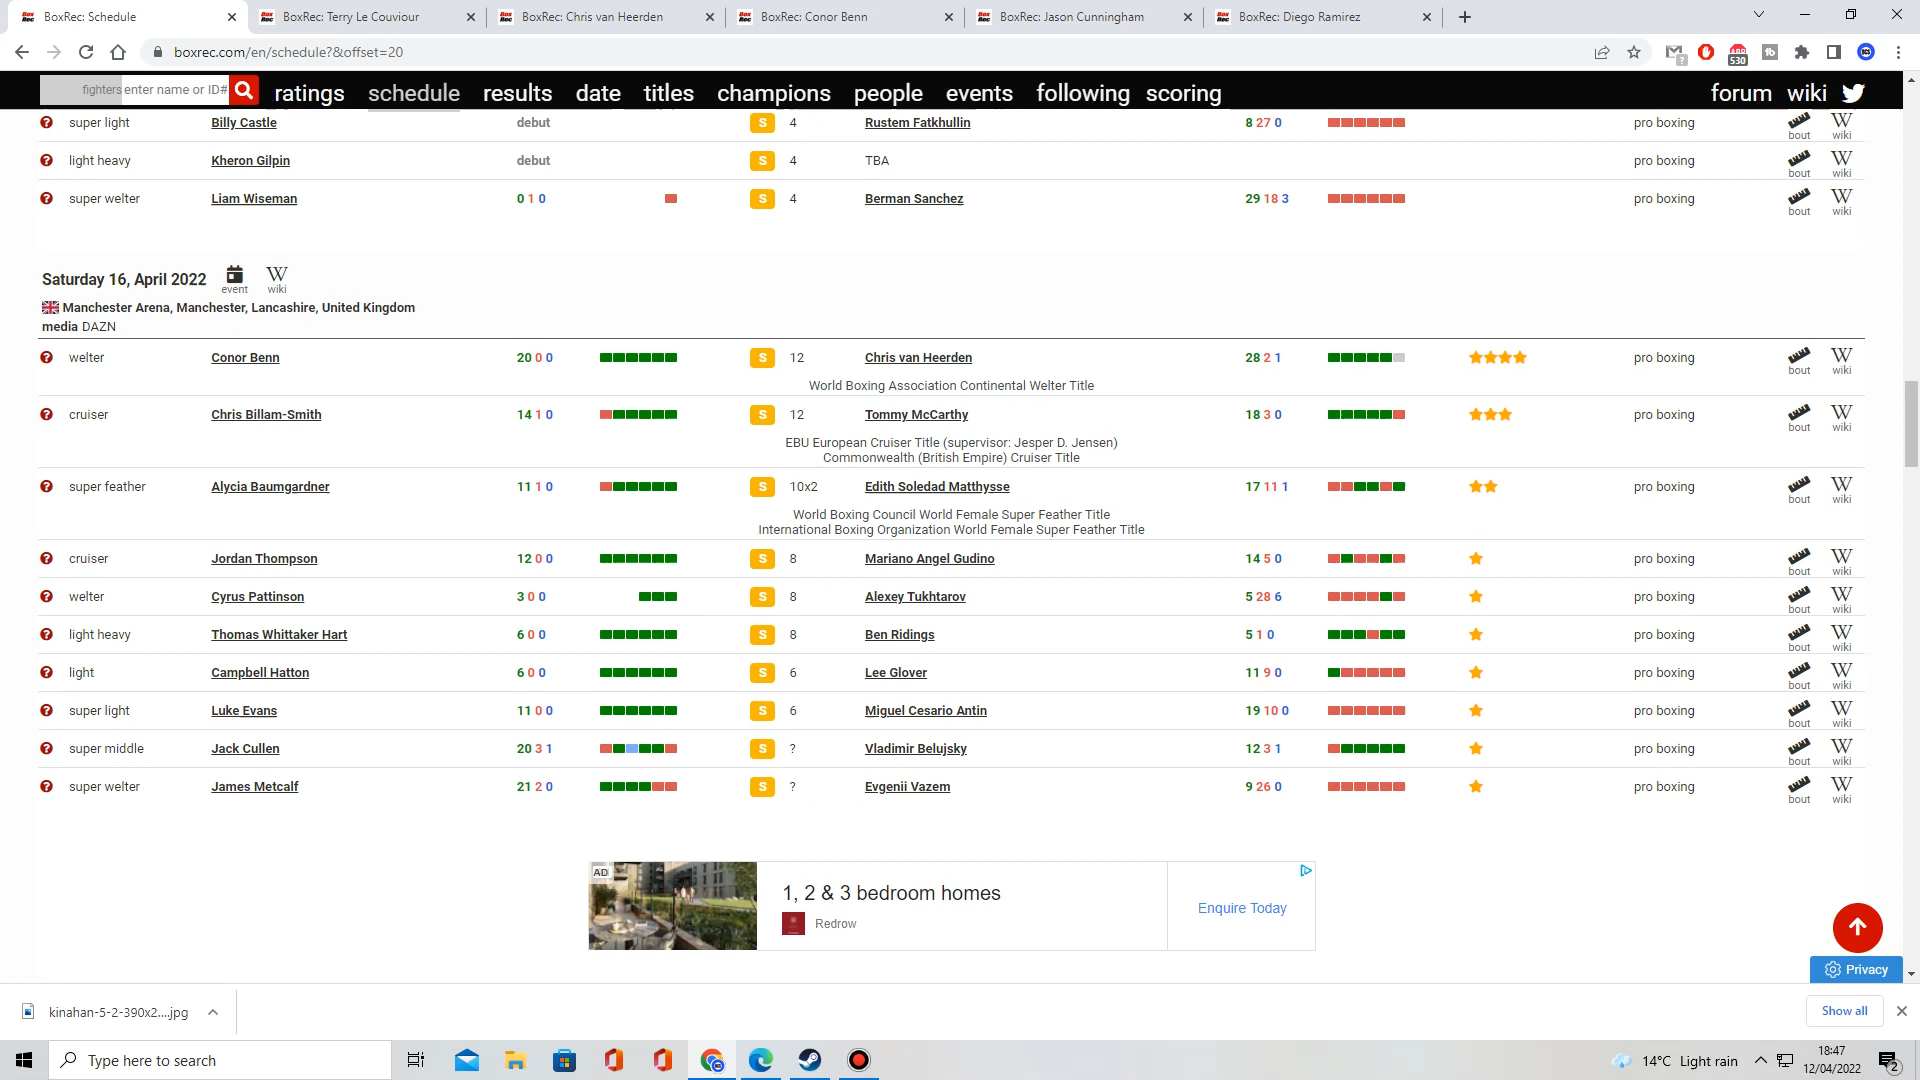 BoxRec: Schedule
BoxRec: Terry Le Couviour
BoxRec: Chris van Heerden
BoxRec: Conor Benn
BoxRec: Jason Cunningham
BoxRec: Diego Ramirez
boxrec.com/en/schedule?&offset=20
530
fighters enter name or ID# ratings schedule results date titles champions people events following scoring forum wiki
super light Billy Castle debut S 4 Rustem Fatkhullin 8 27 0 pro boxing bout wiki
light heavy Kheron Gilpin debut S 4 TBA pro boxing bout wiki
super welter Liam Wiseman 0 1 0 S 4 Berman Sanchez 29 18 3 pro boxing bout wiki
Saturday 16, April 2022 event wiki
Manchester Arena, Manchester, Lancashire, United Kingdom
media DAZN
welter Conor Benn 20 0 0 S 12 Chris van Heerden 28 2 1 pro boxing bout wiki
World Boxing Association Continental Welter Title
cruiser Chris Billam-Smith 14 1 0 S 12 Tommy McCarthy 18 3 0 pro boxing bout wiki
EBU European Cruiser Title (supervisor: Jesper D. Jensen)
Commonwealth (British Empire) Cruiser Title
super feather Alycia Baumgardner 11 1 0 S 10x2 Edith Soledad Matthysse 17 11 1 pro boxing bout wiki
World Boxing Council World Female Super Feather Title
International Boxing Organization World Female Super Feather Title
cruiser Jordan Thompson 12 0 0 S 8 Mariano Angel Gudino 14 5 0 pro boxing bout wiki
welter Cyrus Pattinson 3 0 0 S 8 Alexey Tukhtarov 5 28 6 pro boxing bout wiki
light heavy Thomas Whittaker Hart 6 0 0 S 8 Ben Ridings 5 1 0 pro boxing bout wiki
light Campbell Hatton 6 0 0 S 6 Lee Glover 11 9 0 pro boxing bout wiki
super light Luke Evans 11 0 0 S 6 Miguel Cesario Antin 19 10 0 pro boxing bout wiki
super middle Jack Cullen 20 3 1 S ? Vladimir Belujsky 12 3 1 pro boxing bout wiki
super welter James Metcalf 21 2 0 S ? Evgenii Vazem 9 26 0 pro boxing bout wiki
AD
1, 2 & 3 bedroom homes
Redrow
Enquire Today
Privacy
kinahan-5-2-390x2....jpg
Show all
Type here to search
14°C Light rain
18:47
12/04/2022
2